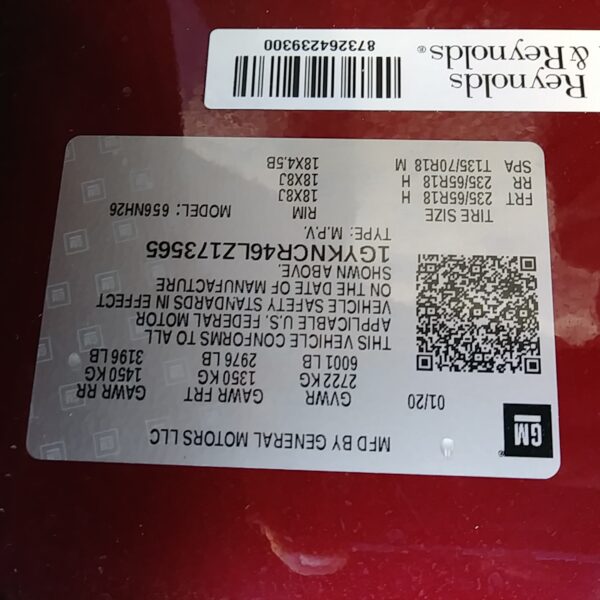 MFD BY GENERAL MOTORS LLC
GM
01/20
GVWR GAWR FRT GAWR RR
2722 KG 1350 KG 1450 KG
6001 LB 2976 LB 3196 LB
THIS VEHICLE CONFORMS TO ALL
APPLICABLE U.S. FEDERAL MOTOR
VEHICLE SAFETY STANDARDS IN EFFECT
ON THE DATE OF MANUFACTURE
SHOWN ABOVE.
1GYKNCR46LZ173565
TYPE: M.P.V.
MODEL: 6S6NH26
TIRE SIZE RIM
FRT 235/65R18 H 18X8J
RR 235/65R18 H 18X8J
SPA T135/70R18 M 18X4.5B
Reynolds
& Reynolds®
873264239300